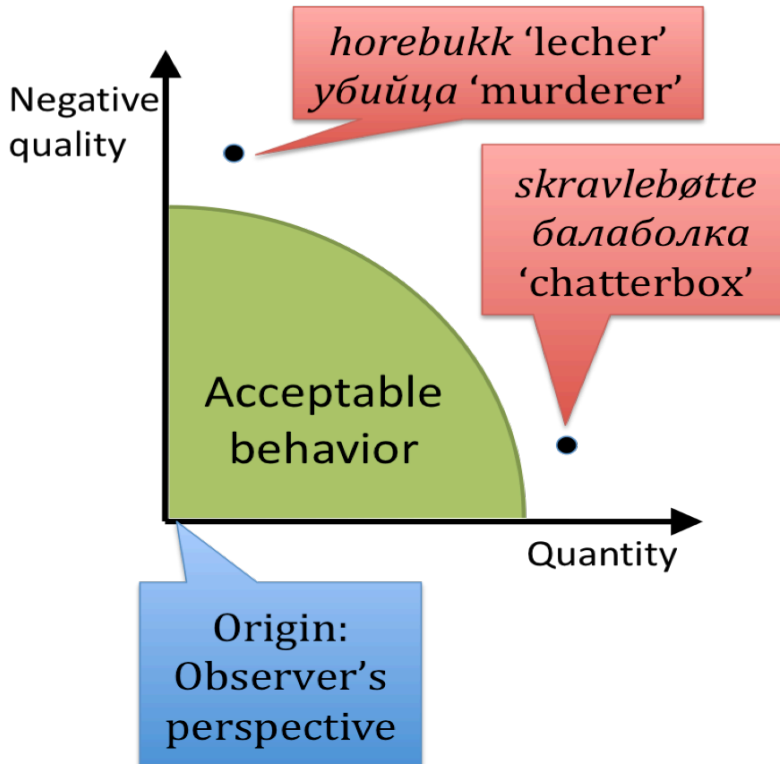 horebukk ‘lecher’
убийца ‘murderer’
Negative
quality
skravlebøtte
балаболка
‘chatterbox’
Acceptable
behavior
Quantity
Origin:
Observer’s
perspective